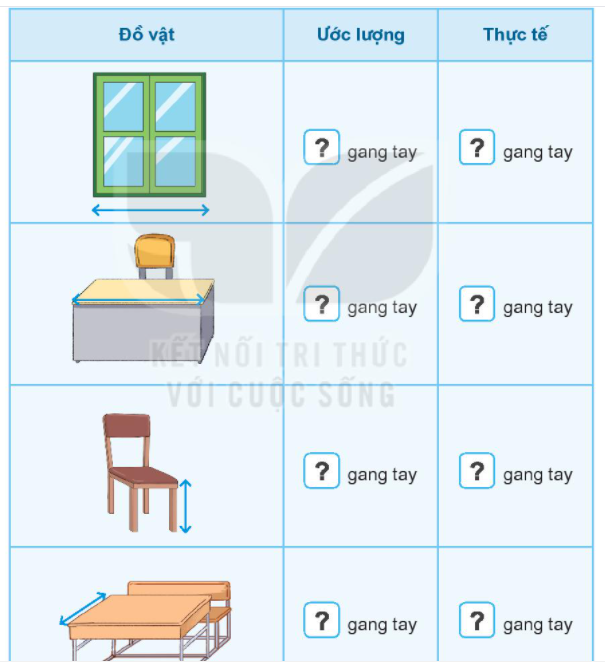 Đồ vật Ước lượng Thực tế
? gang tay ? gang tay
? gang tay ? gang tay
KẾT NỐI TRI THỨC
VỚI CUỘC SỐNG
? gang tay ? gang tay
? gang tay ? gang tay